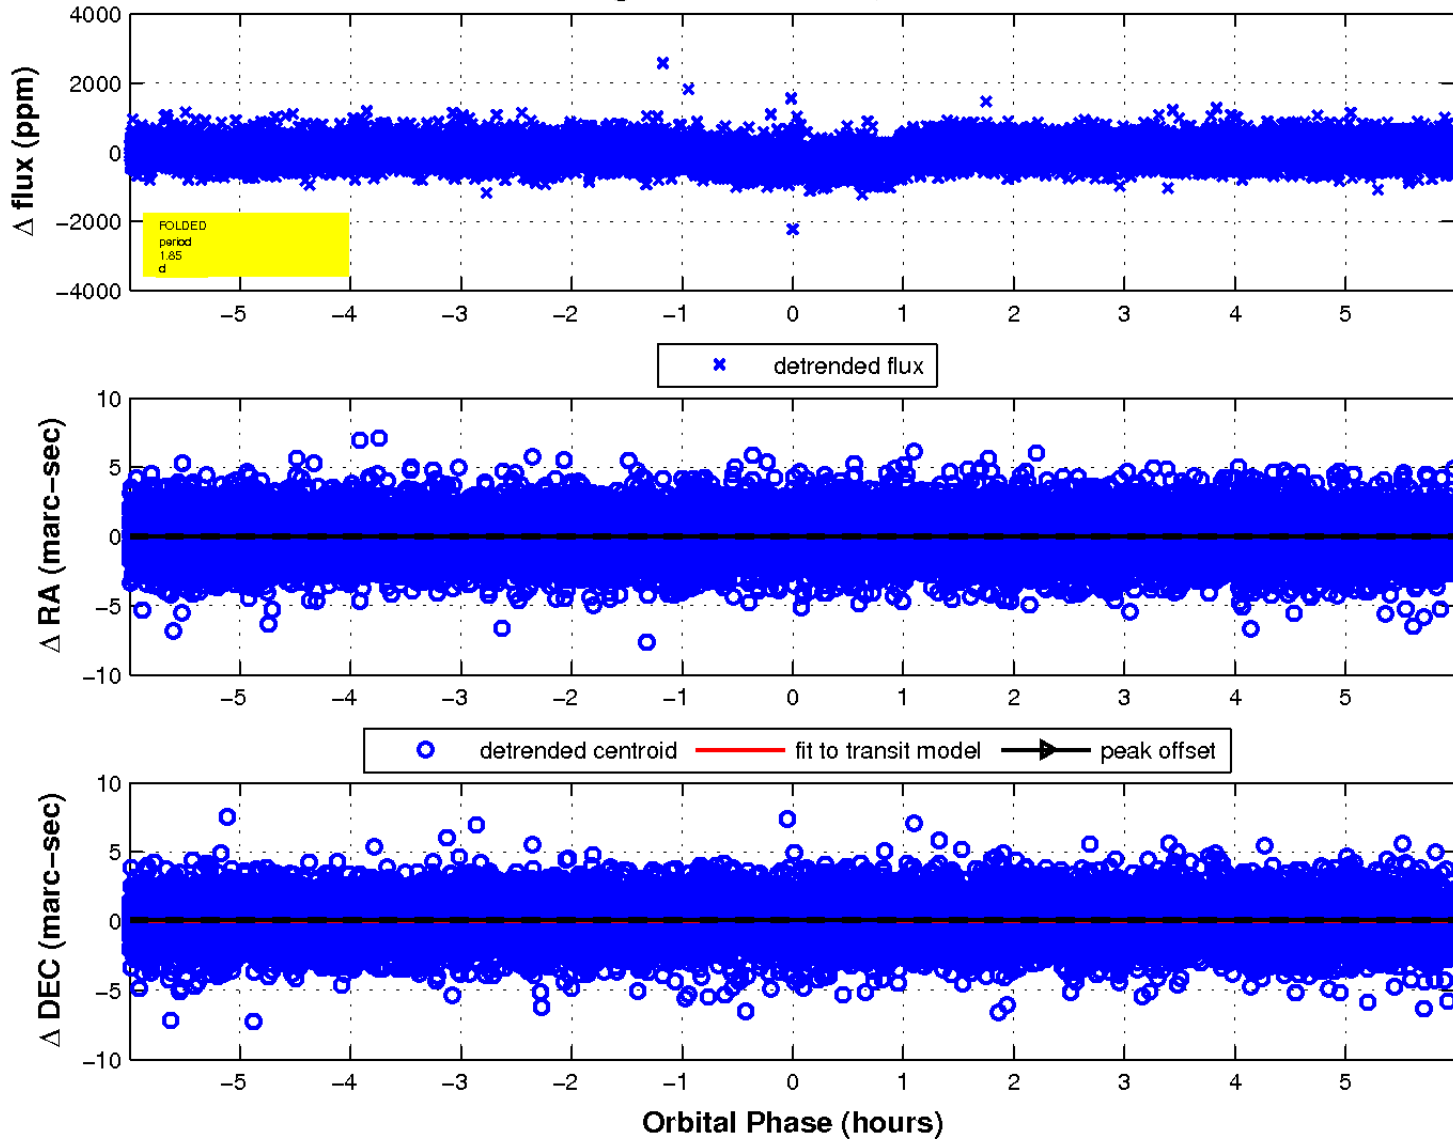 4000
2000
0
−2000
−4000
Δ flux (ppm)
FOLDED
period
1.85
d
−5 −4 −3 −2 −1 0 1 2 3 4 5
detrended flux
10
5
0
−5
−10
Δ RA (marc−sec)
−5 −4 −3 −2 −1 0 1 2 3 4 5
detrended centroid fit to transit model peak offset
10
5
0
−5
−10
Δ DEC (marc−sec)
−5 −4 −3 −2 −1 0 1 2 3 4 5
Orbital Phase (hours)